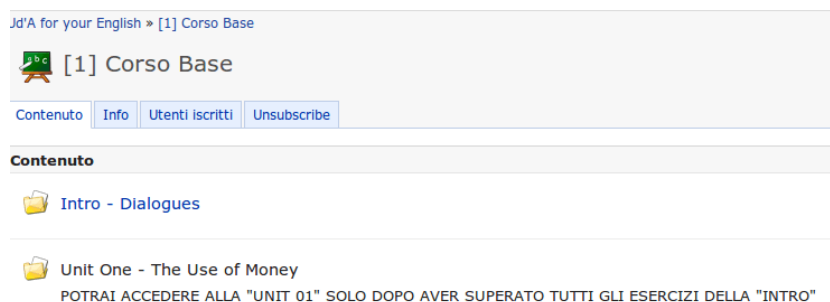 Ud'A for your English » [1] Corso Base
[1] Corso Base
Contenuto Info Utenti iscritti Unsubscribe
Contenuto
Intro - Dialogues
Unit One - The Use of Money
POTRAI ACCEDERE ALLA "UNIT 01" SOLO DOPO AVER SUPERATO TUTTI GLI ESERCIZI DELLA "INTRO"